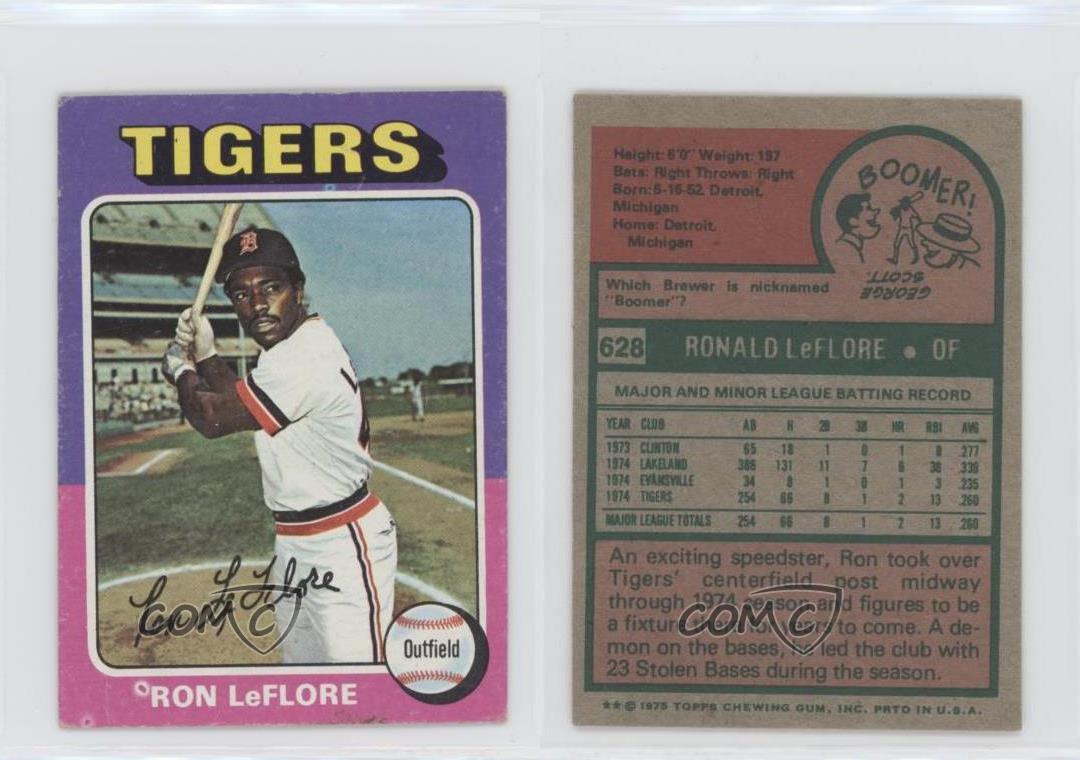 TIGERS
Ron LeFlore
COMC
Outfield
RON LeFLORE
Height: 6'0" Weight: 197
Bats: Right Throws: Right
Born: 6-16-52 Detroit,
Michigan
Home: Detroit,
Michigan
BOOMER!
GEORGE
SCOTT.
Which Brewer is nicknamed
"Boomer"?
628 RONALD LeFLORE • OF
MAJOR AND MINOR LEAGUE BATTING RECORD
YEAR CLUB AB H 2B 3B HR RBI AVG
1973 CLINTON 65 18 1 0 1 8 .277
1974 LAKELAND 386 131 11 7 6 38 .339
1974 EVANSVILLE 34 8 1 0 1 3 .235
1974 TIGERS 254 66 8 1 2 13 .260
MAJOR LEAGUE TOTALS 254 66 8 1 2 13 .260
An exciting speedster, Ron took over
Tigers' centerfield post midway
through 1974 season and figures to be
a fixture there for years to come. A de-
mon on the bases, he led the club with
23 Stolen Bases during the season.
COMC
** © 1975 TOPPS CHEWING GUM, INC. PRTD IN U.S.A.